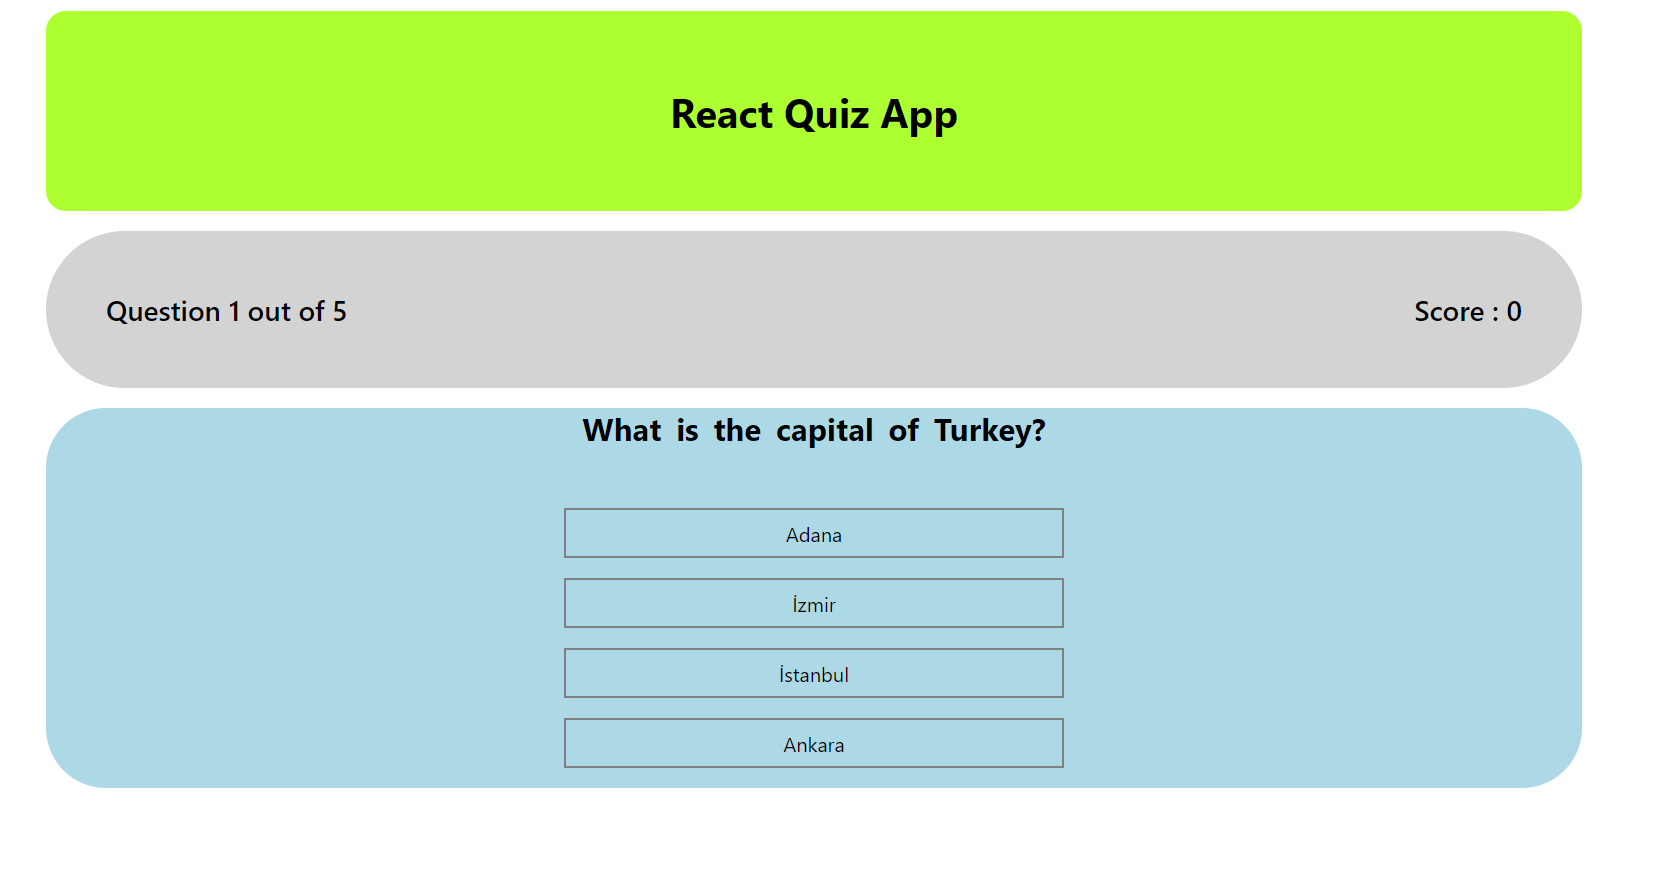 React Quiz App
Question 1 out of 5
Score : 0
What is the capital of Turkey?
Adana
İzmir
İstanbul
Ankara